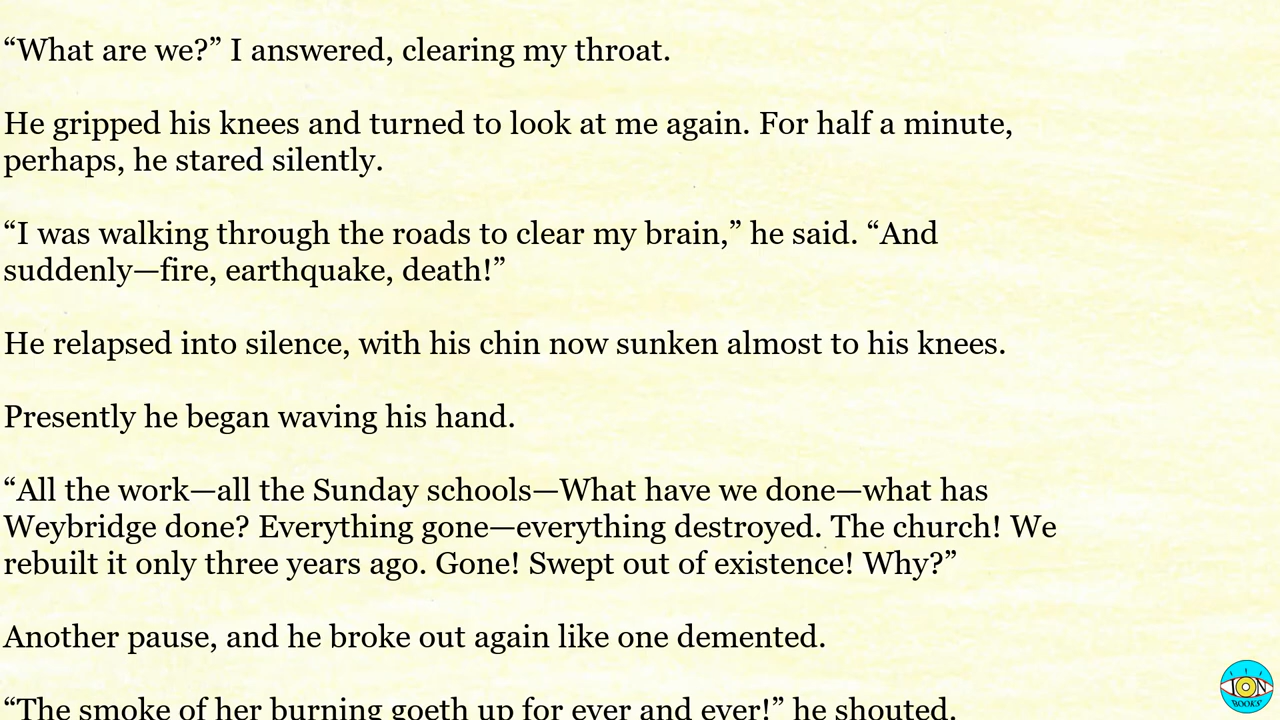 “What are we?” I answered, clearing my throat.
He gripped his knees and turned to look at me again. For half a minute,
perhaps, he stared silently.
“I was walking through the roads to clear my brain,” he said. “And
suddenly—fire, earthquake, death!”
He relapsed into silence, with his chin now sunken almost to his knees.
Presently he began waving his hand.
“All the work—all the Sunday schools—What have we done—what has
Weybridge done? Everything gone—everything destroyed. The church! We
rebuilt it only three years ago. Gone! Swept out of existence! Why?”
Another pause, and he broke out again like one demented.
“The smoke of her burning goeth up for ever and ever!” he shouted.
ION
BOOKS